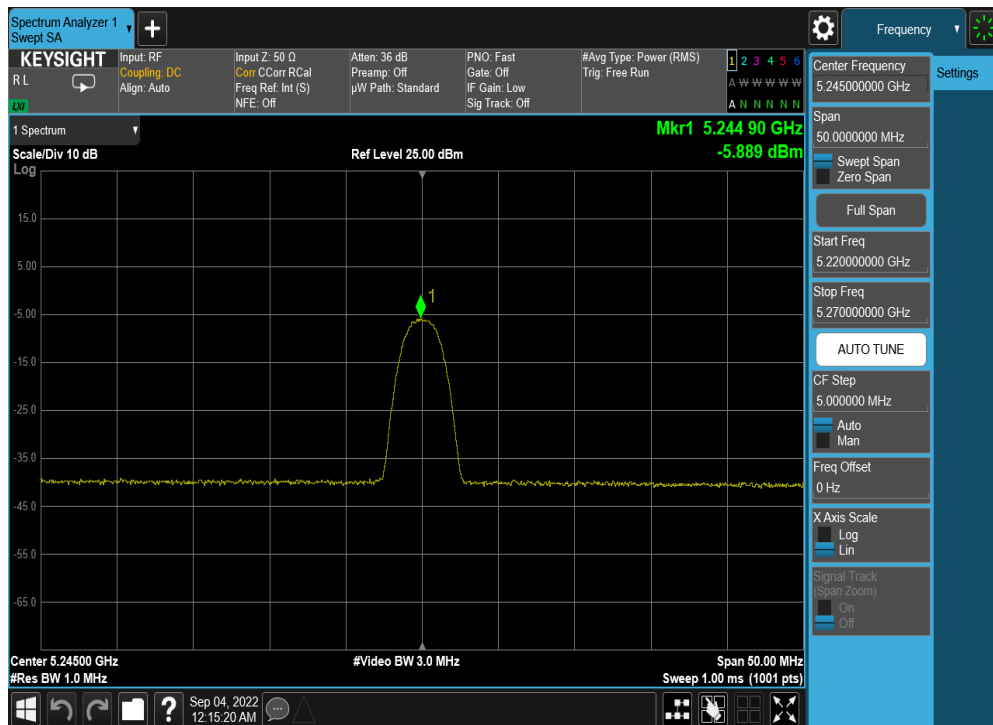 Spectrum Analyzer 1
Swept SA
+
Frequency
KEYSIGHT
R L
LXI
Input: RF
Coupling: DC
Align: Auto
Input Z: 50 Ω
Corr CCorr RCal
Freq Ref: Int (S)
NFE: Off
Atten: 36 dB
Preamp: Off
µW Path: Standard
PNO: Fast
Gate: Off
IF Gain: Low
Sig Track: Off
#Avg Type: Power (RMS)
Trig: Free Run
1 2 3 4 5 6
A W W W W W
A N N N N N
1 Spectrum
Scale/Div 10 dB
Log
Ref Level 25.00 dBm
Mkr1 5.244 90 GHz
-5.889 dBm
15.0
5.00
-5.00
-15.0
-25.0
-35.0
-45.0
-55.0
-65.0
1
Center 5.24500 GHz
#Res BW 1.0 MHz
#Video BW 3.0 MHz
Span 50.00 MHz
Sweep 1.00 ms (1001 pts)
Center Frequency
5.245000000 GHz
Settings
Span
50.0000000 MHz
Swept Span
Zero Span
Full Span
Start Freq
5.220000000 GHz
Stop Freq
5.270000000 GHz
AUTO TUNE
CF Step
5.000000 MHz
Auto
Man
Freq Offset
0 Hz
X Axis Scale
Log
Lin
Signal Track
(Span Zoom)
On
Off
?
Sep 04, 2022
12:15:20 AM